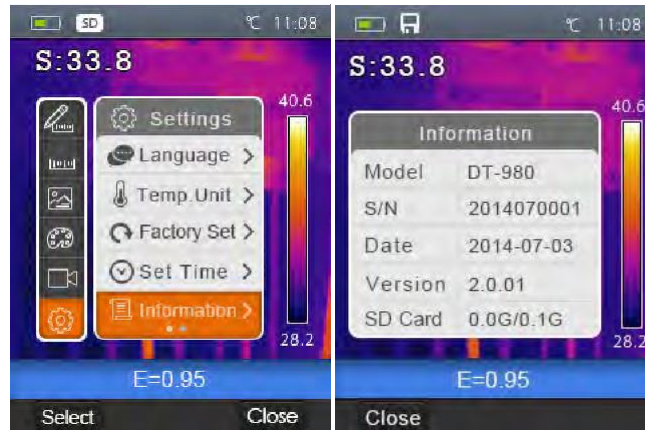 SD ℃ 11:08
S:33.8
40.6
Settings
Language >
Temp.Unit >
Factory Set >
Set Time >
Information >
28.2
E=0.95
Select Close
℃ 11:08
S:33.8
40.6
Information
Model DT-980
S/N 2014070001
Date 2014-07-03
Version 2.0.01
SD Card 0.0G/0.1G
28.2
E=0.95
Close